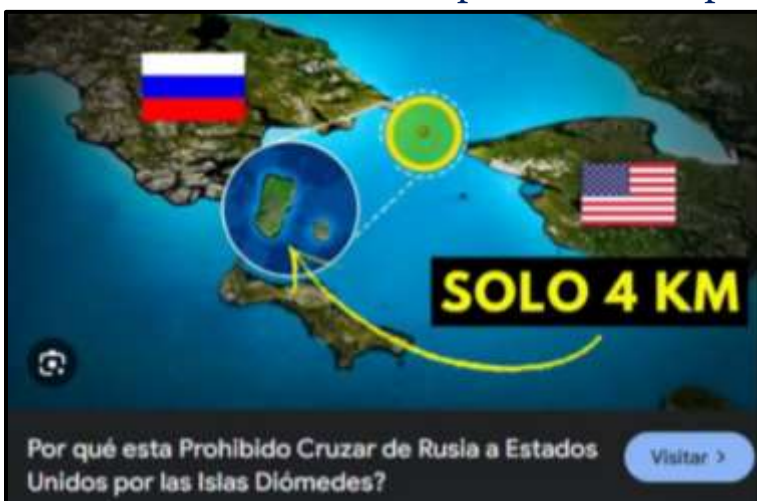 SOLO 4 KM
Por qué esta Prohibido Cruzar de Rusia a Estados
Unidos por las Islas Diómedes?
Visitar >